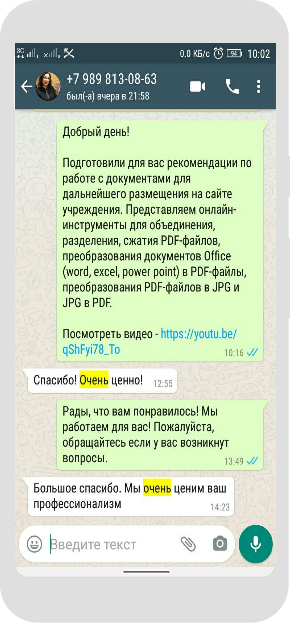 0.0 КБ/с 94 10:02
+7 989 813-08-63
был(-а) вчера в 21:58
Добрый день!
Подготовили для вас рекомендации по
работе с документами для
дальнейшего размещения на сайте
учреждения. Представляем онлайн-
инструменты для объединения,
разделения, сжатия PDF-файлов,
преобразования документов Office
(word, excel, power point) в PDF-файлы,
преобразования PDF-файлов в JPG и
JPG в PDF.
Посмотреть видео - https://youtu.be/
qShFyi78_To
10:16
Спасибо! Очень ценно!
12:55
Рады, что вам понравилось! Мы
работаем для вас! Пожалуйста,
обращайтесь если у вас возникнут
вопросы.
13:49
Большое спасибо. Мы очень ценим ваш
профессионализм
14:23
Введите текст